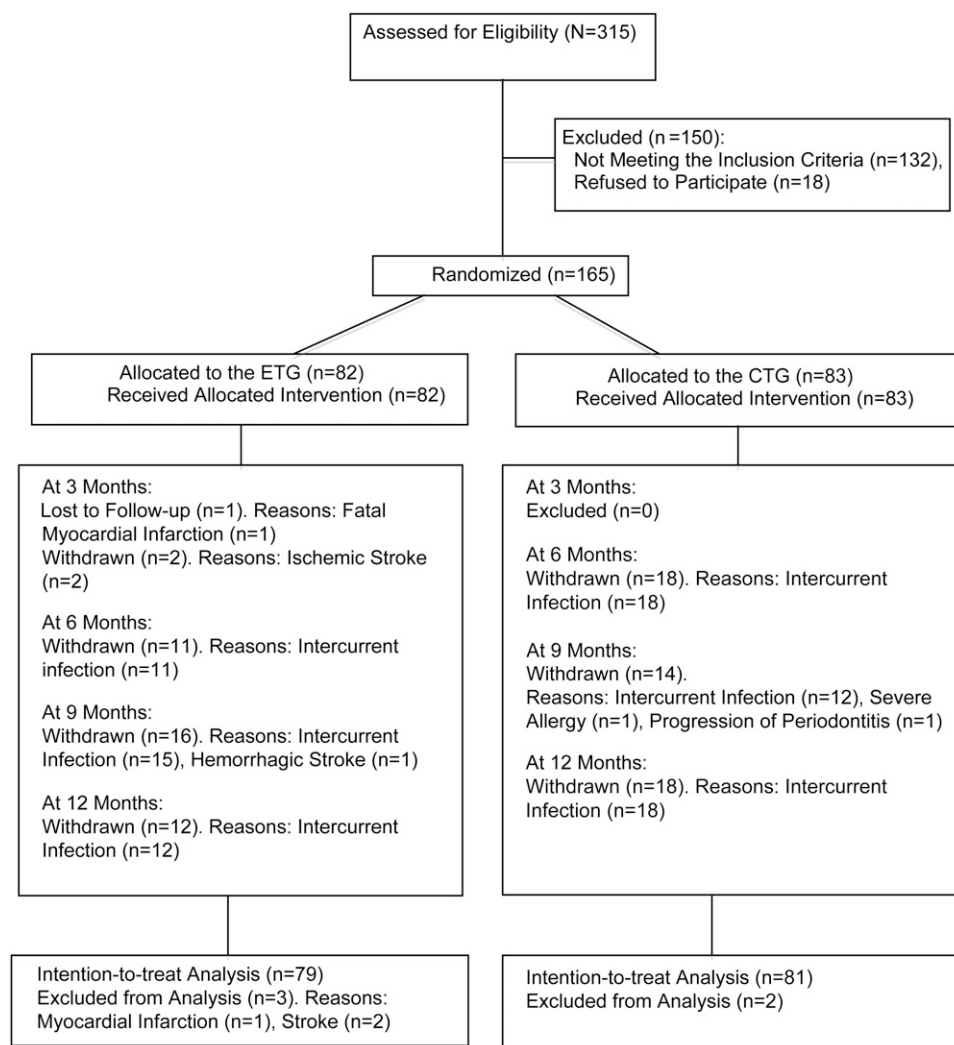 Assessed for Eligibility (N=315)
Excluded (n=150):
Not Meeting the Inclusion Criteria (n=132),
Refused to Participate (n=18)
Randomized (n=165)
Allocated to the ETG (n=82)
Received Allocated Intervention (n=82)
Allocated to the CTG (n=83)
Received Allocated Intervention (n=83)
At 3 Months:
Lost to Follow-up (n=1). Reasons: Fatal
Myocardial Infarction (n=1)
Withdrawn (n=2). Reasons: Ischemic Stroke
(n=2)
At 6 Months:
Withdrawn (n=11). Reasons: Intercurrent
infection (n=11)
At 9 Months:
Withdrawn (n=16). Reasons: Intercurrent
Infection (n=15), Hemorrhagic Stroke (n=1)
At 12 Months:
Withdrawn (n=12). Reasons: Intercurrent
Infection (n=12)
At 3 Months:
Excluded (n=0)
At 6 Months:
Withdrawn (n=18). Reasons: Intercurrent
Infection (n=18)
At 9 Months:
Withdrawn (n=14).
Reasons: Intercurrent Infection (n=12), Severe
Allergy (n=1), Progression of Periodontitis (n=1)
At 12 Months:
Withdrawn (n=18). Reasons: Intercurrent
Infection (n=18)
Intention-to-treat Analysis (n=79)
Excluded from Analysis (n=3). Reasons:
Myocardial Infarction (n=1), Stroke (n=2)
Intention-to-treat Analysis (n=81)
Excluded from Analysis (n=2)